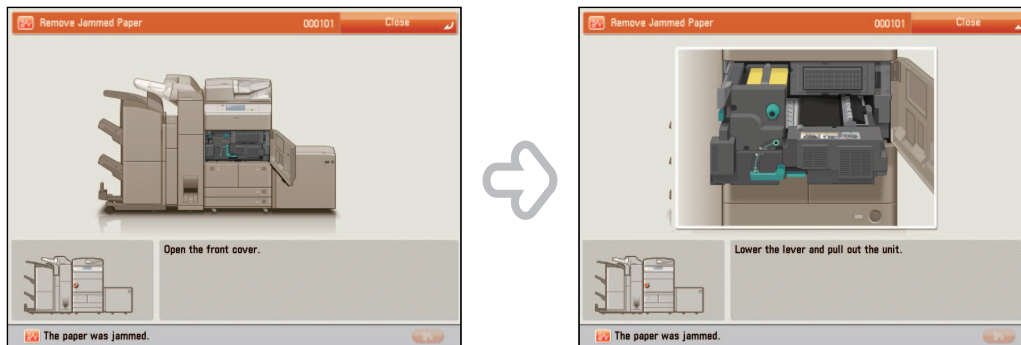 Remove Jammed Paper 000101 Close
Open the front cover.
The paper was jammed.
Remove Jammed Paper 000101 Close
Lower the lever and pull out the unit.
The paper was jammed.